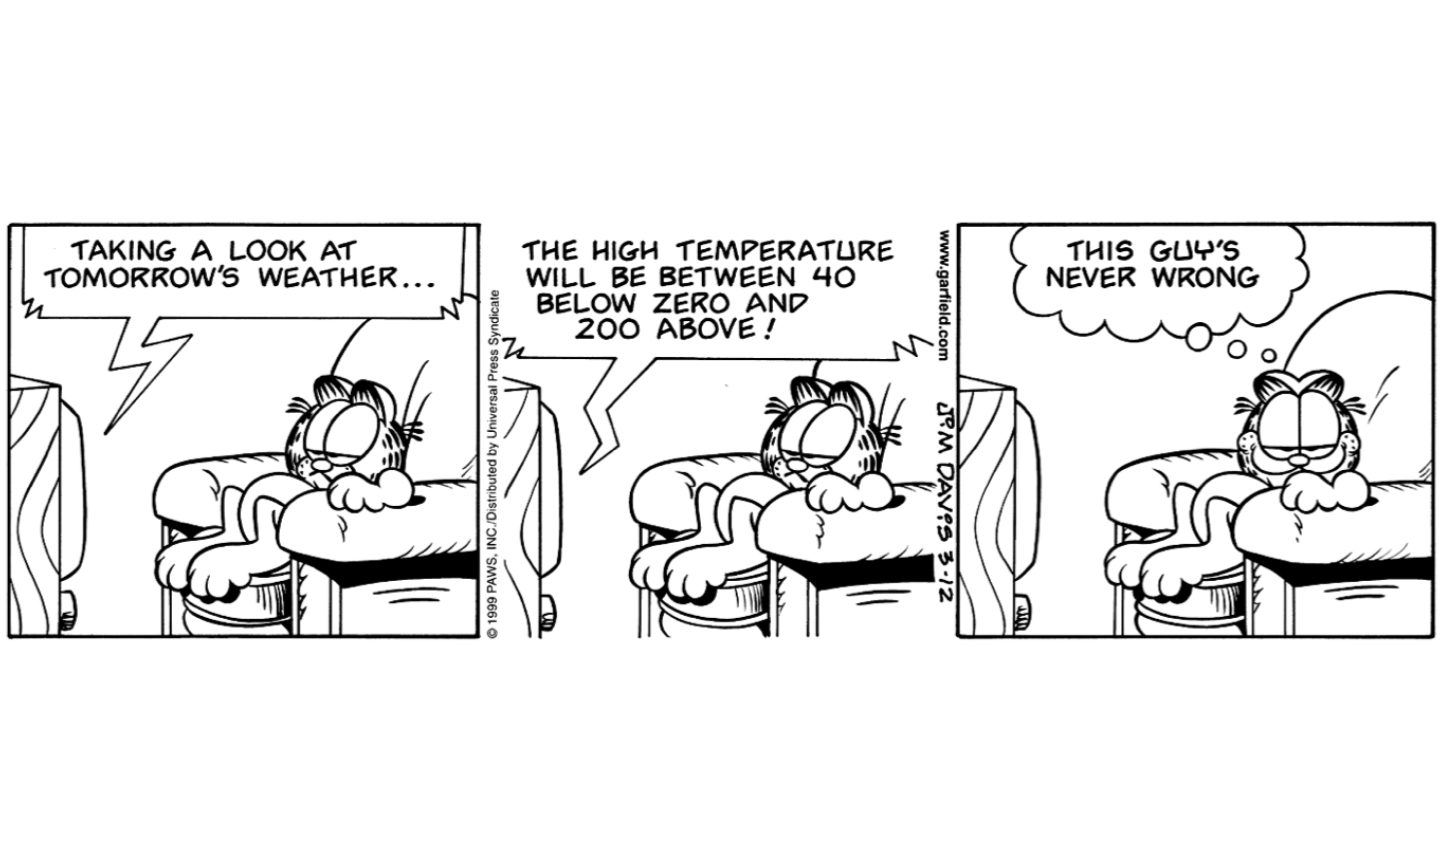 TAKING A LOOK AT
TOMORROW'S WEATHER...
© 1999 PAWS, INC./Distributed by Universal Press Syndicate
THE HIGH TEMPERATURE
WILL BE BETWEEN 40
BELOW ZERO AND
200 ABOVE!
www.garfield.com
JIM DAVIS 3-12
THIS GUY'S
NEVER WRONG